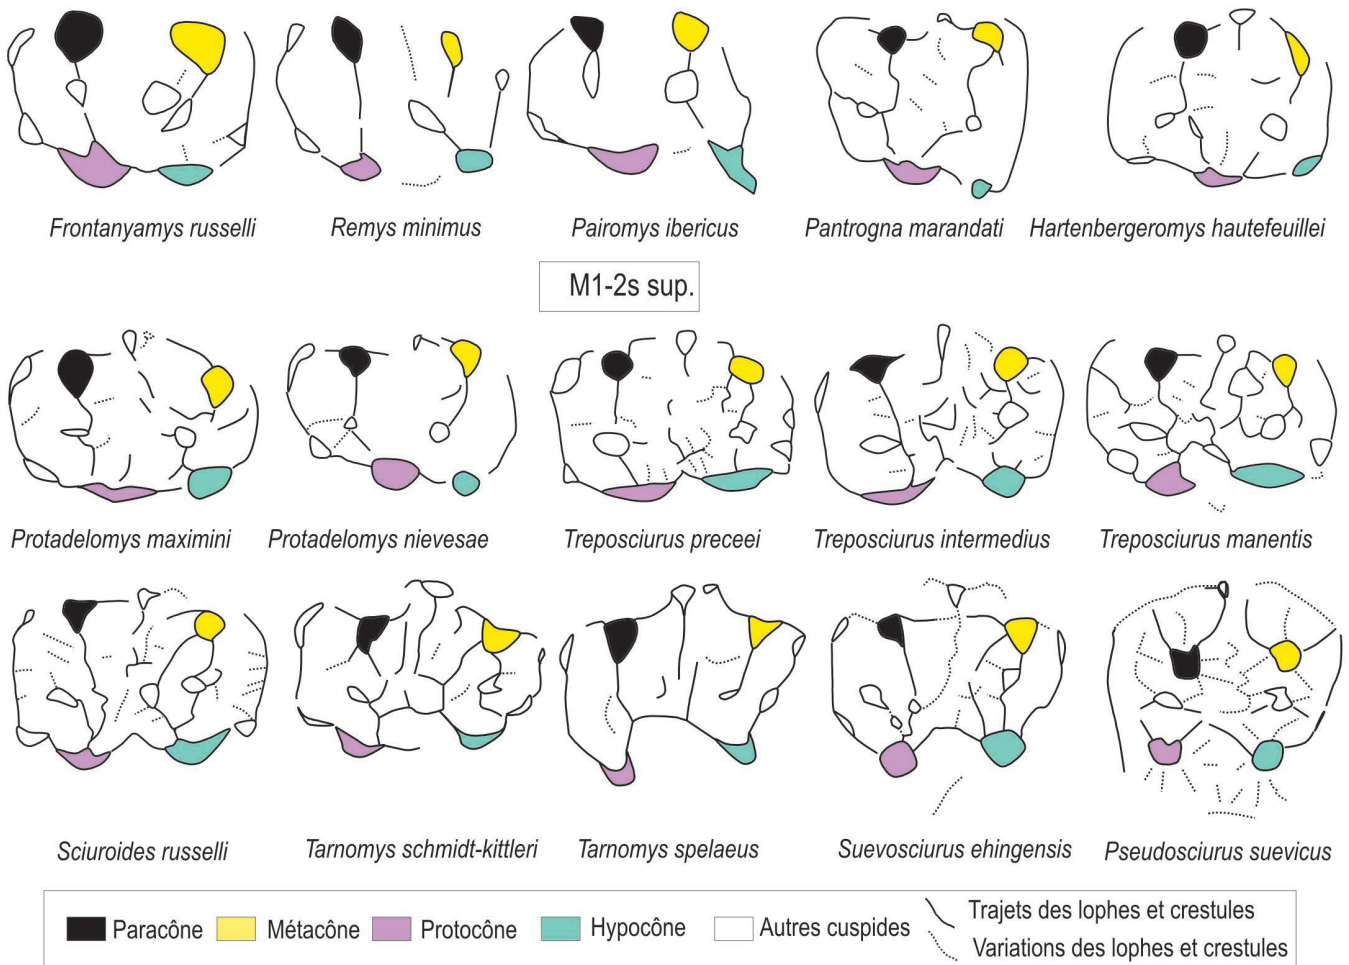 Frontanyamys russelli
Remys minimus
Pairomys ibericus
Pantrogna marandati
Hartenbergeromys hautefeuillei
M1-2s sup.
Protadelomys maximini
Protadelomys nievesae
Treposciurus preceei
Treposciurus intermedius
Treposciurus manentis
Sciuroides russelli
Tarnomys schmidt-kittleri
Tarnomys spelaeus
Suevosciurus ehingensis
Pseudosciurus suevicus
Paracône
Métacône
Protocône
Hypocône
Autres cuspides
Trajets des lophes et crestules
Variations des lophes et crestules